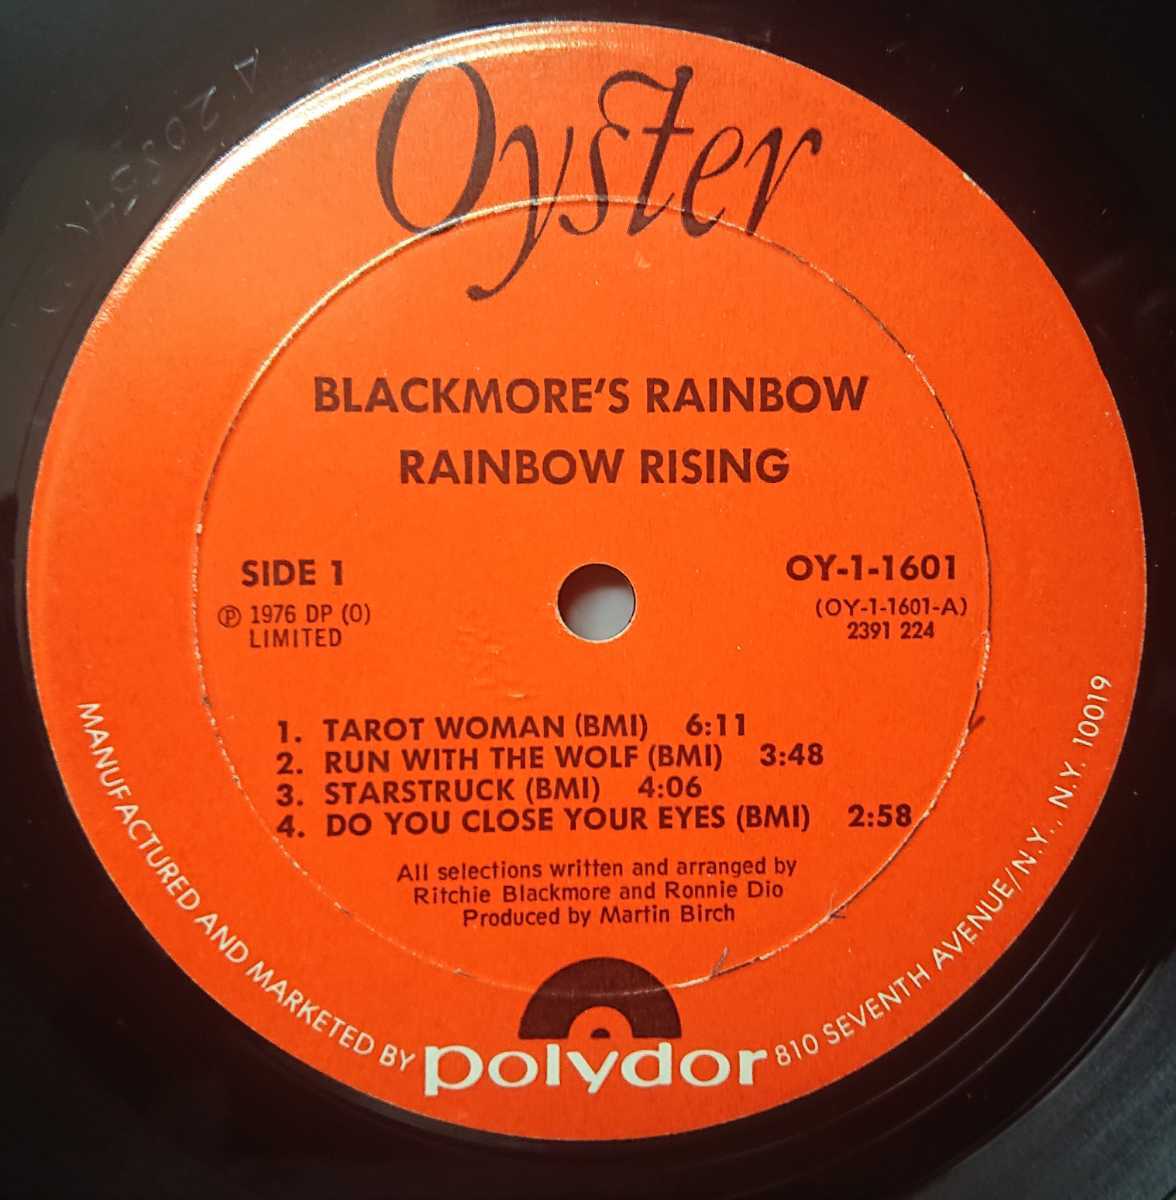 Oyster
BLACKMORE'S RAINBOW
RAINBOW RISING
SIDE 1
Ⓟ 1976 DP (O)
LIMITED
OY-1-1601
(OY-1-1601-A)
2391 224
1. TAROT WOMAN (BMI) 6:11
2. RUN WITH THE WOLF (BMI) 3:48
3. STARSTRUCK (BMI) 4:06
4. DO YOU CLOSE YOUR EYES (BMI) 2:58
All selections written and arranged by
Ritchie Blackmore and Ronnie Dio
Produced by Martin Birch
MANUFACTURED AND MARKETED BY polydor 810 SEVENTH AVENUE/N.Y., N.Y. 10019